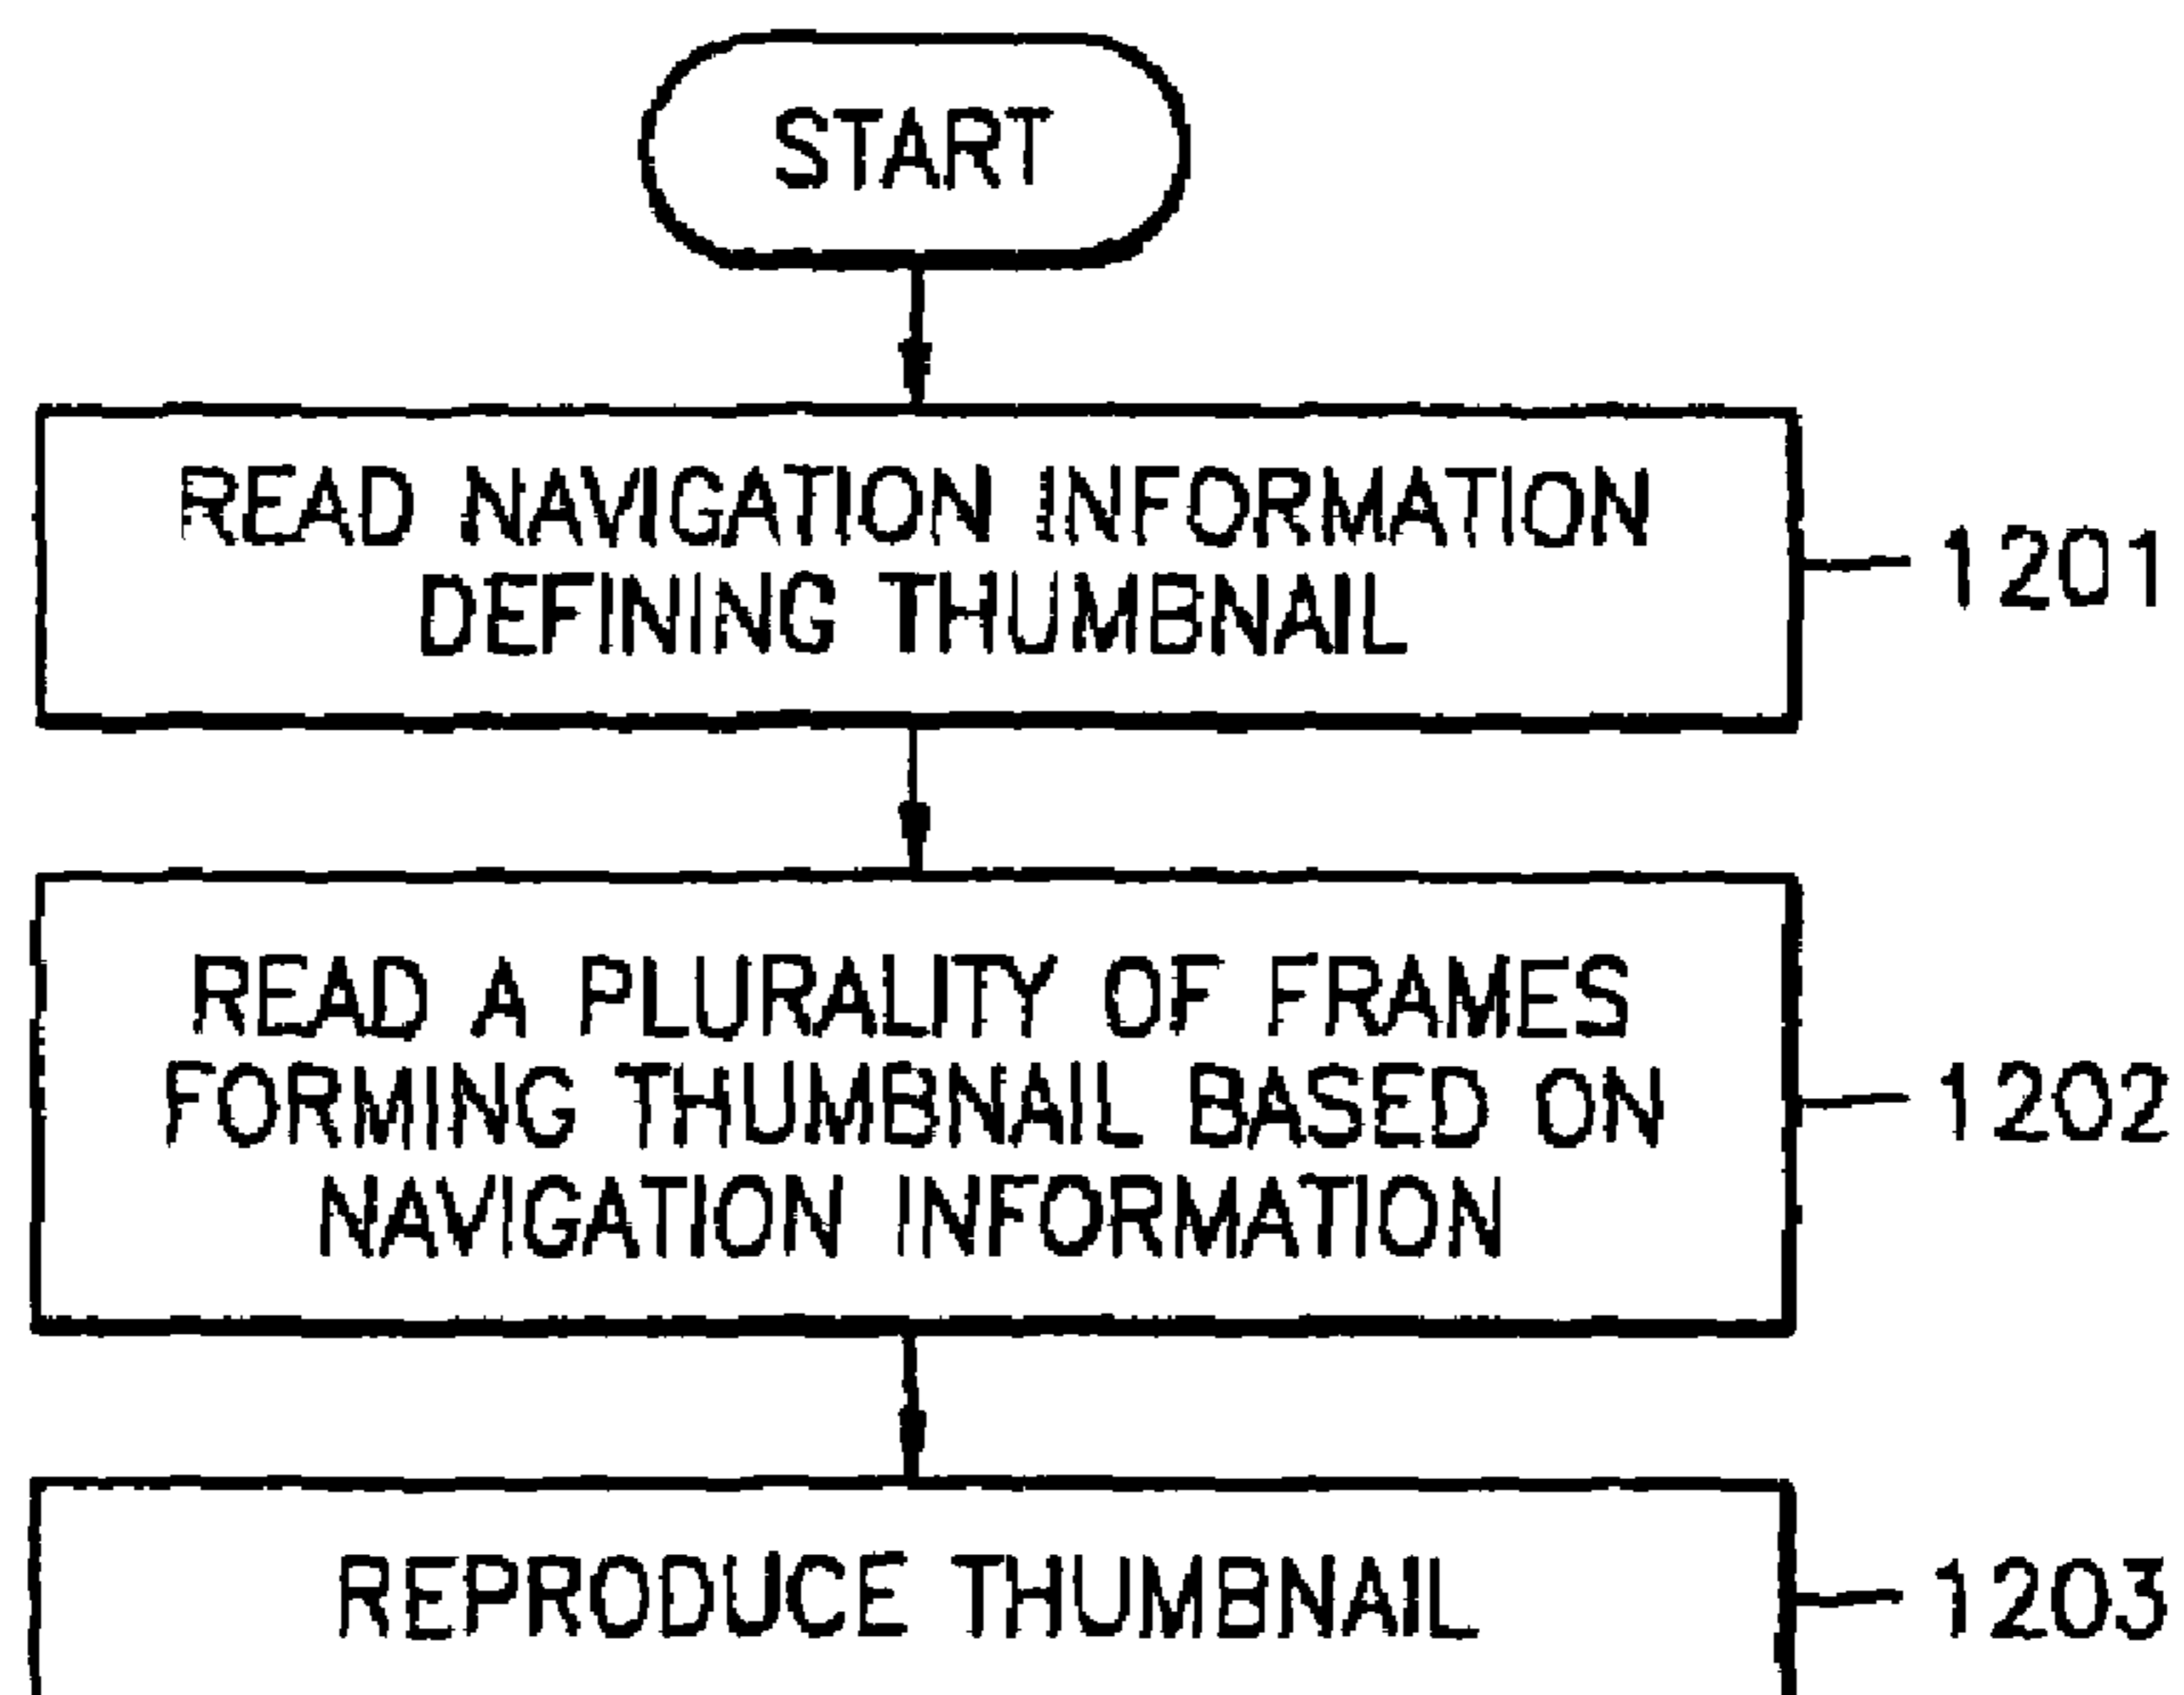 START
READ NAVIGATION INFORMATION
DEFINING THUMBNAIL
1201
READ A PLURALITY OF FRAMES
FORMING THUMBNAIL BASED ON
NAVIGATION INFORMATION
1202
REPRODUCE THUMBNAIL
1203